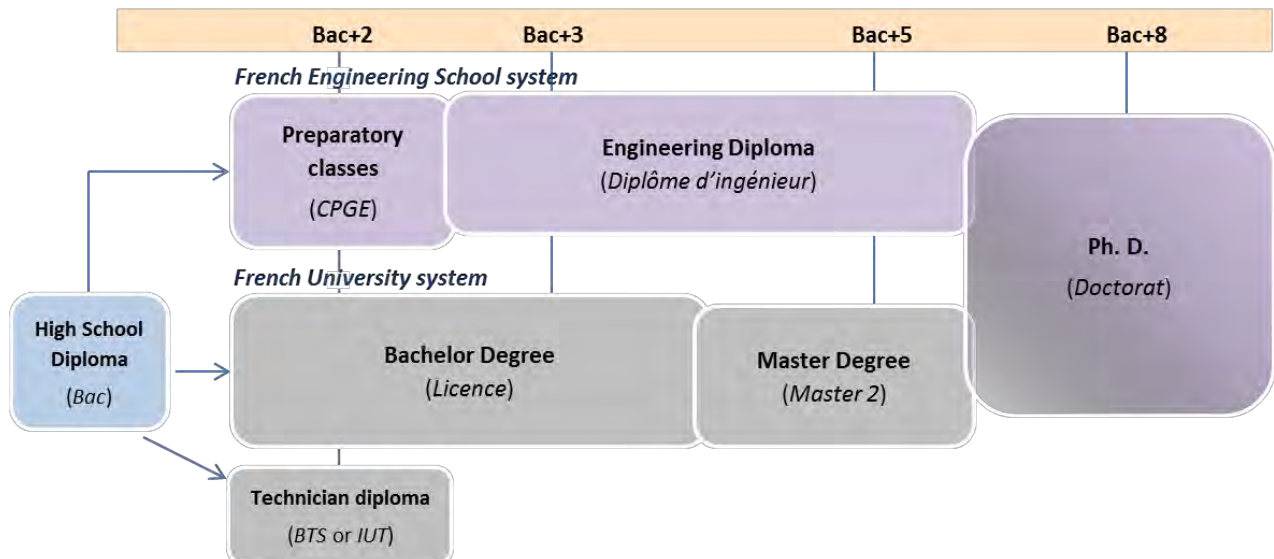 Bac+2 Bac+3 Bac+5 Bac+8
French Engineering School system
Preparatory
classes
(CPGE)
Engineering Diploma
(Diplôme d'ingénieur)
Ph. D.
(Doctorat)
French University system
High School
Diploma
(Bac)
Bachelor Degree
(Licence)
Master Degree
(Master 2)
Technician diploma
(BTS or IUT)